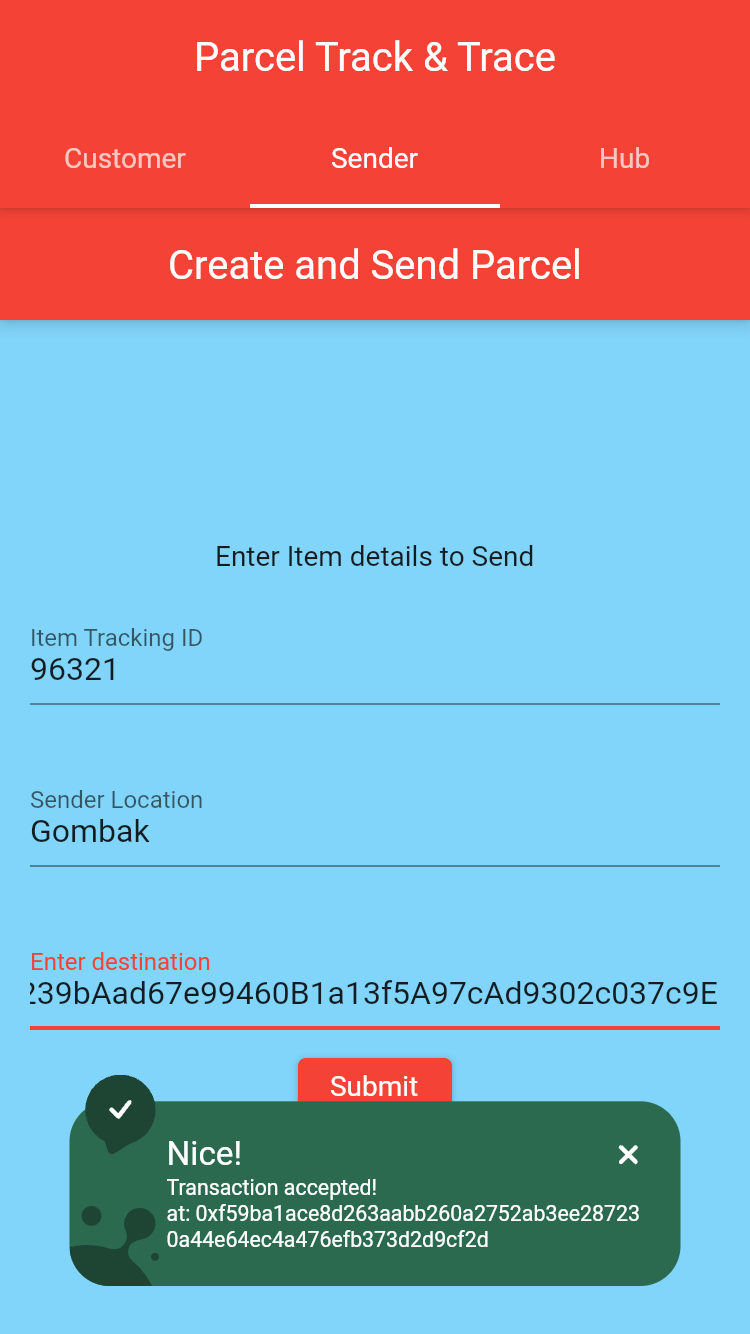 Parcel Track & Trace
Customer Sender Hub
Create and Send Parcel
Enter Item details to Send
Item Tracking ID
96321
Sender Location
Gombak
Enter destination
239bAad67e99460B1a13f5A97cAd9302c037c9E
Submit
Nice!
Transaction accepted!
at: 0xf59ba1ace8d263aabb260a2752ab3ee28723
0a44e64ec4a476efb373d2d9cf2d